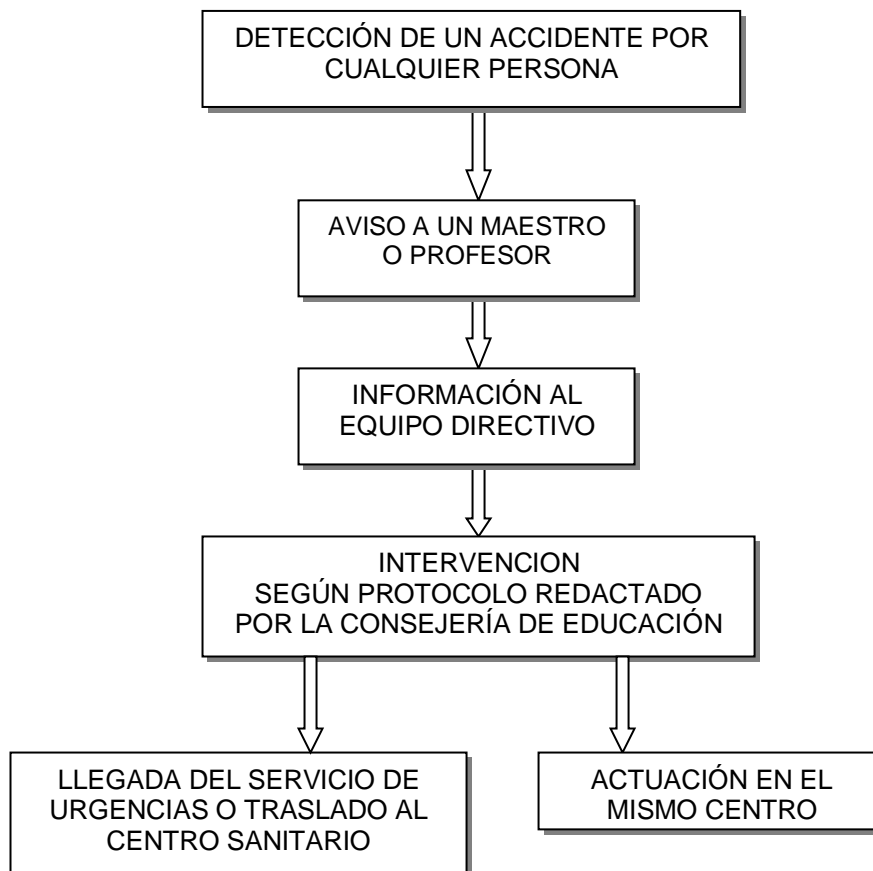 DETECCIÓN DE UN ACCIDENTE POR
CUALQUIER PERSONA
AVISO A UN MAESTRO
O PROFESOR
INFORMACIÓN AL
EQUIPO DIRECTIVO
INTERVENCION
SEGÚN PROTOCOLO REDACTADO
POR LA CONSEJERÍA DE EDUCACIÓN
LLEGADA DEL SERVICIO DE
URGENCIAS O TRASLADO AL
CENTRO SANITARIO
ACTUACIÓN EN EL
MISMO CENTRO